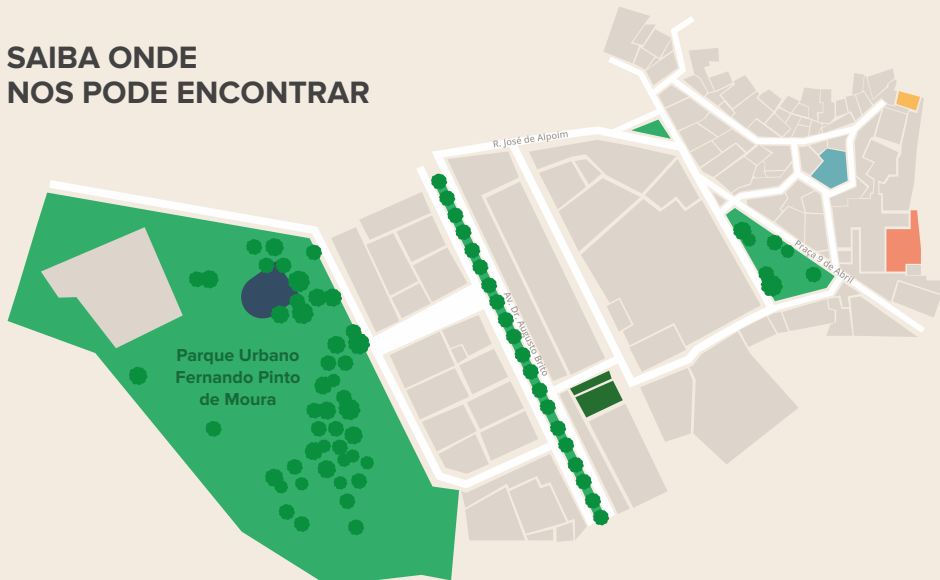 SAIBA ONDE
NOS PODE ENCONTRAR
R. José de Alpoim
Praça 9 de Abril
Av. Dr. Augusto Brito
Parque Urbano
Fernando Pinto
de Moura